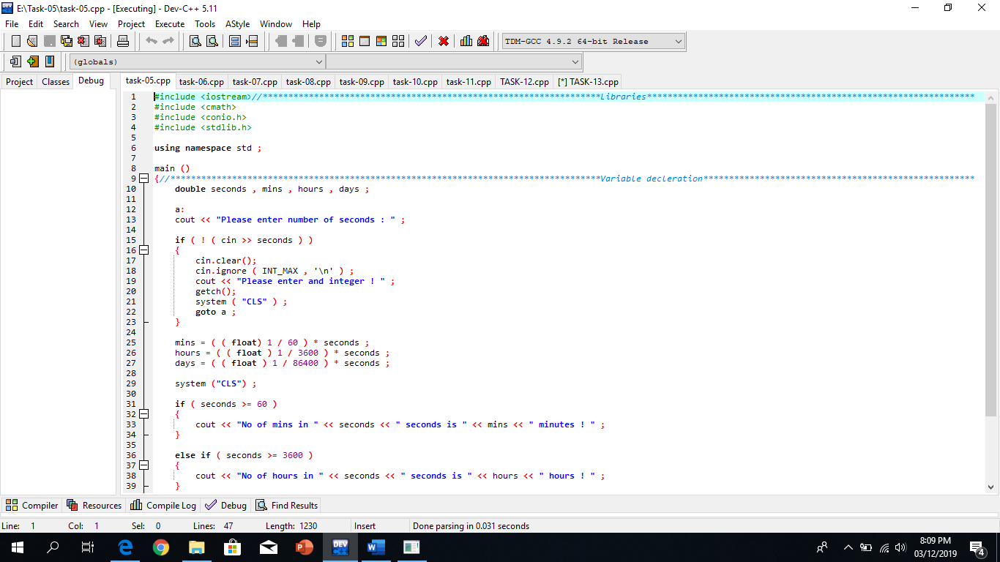 E:\Task-05\task-05.cpp - [Executing] - Dev-C++ 5.11
File Edit Search View Project Execute Tools AStyle Window Help
TDM-GCC 4.9.2 64-bit Release
(globals)
Project Classes Debug task-05.cpp task-06.cpp task-07.cpp task-08.cpp task-09.cpp task-10.cpp task-11.cpp TASK-12.cpp [*] TASK-13.cpp
1 #include <iostream>//******************************************************************Libraries****************************************************************
2 #include <cmath>
3 #include <conio.h>
4 #include <stdlib.h>
5
6 using namespace std ;
7
8 main ()
9 {//************************************************************************************Variable decleration*****************************************************
10 double seconds , mins , hours , days ;
11
12 a:
13 cout << "Please enter number of seconds : " ;
14
15 if ( ! ( cin >> seconds ) )
16 {
17 cin.clear();
18 cin.ignore ( INT_MAX , '\n' ) ;
19 cout << "Please enter and integer ! " ;
20 getch();
21 system ( "CLS" ) ;
22 goto a ;
23 }
24
25 mins = ( ( float) 1 / 60 ) * seconds ;
26 hours = ( ( float ) 1 / 3600 ) * seconds ;
27 days = ( ( float ) 1 / 86400 ) * seconds ;
28
29 system ("CLS") ;
30
31 if ( seconds >= 60 )
32 {
33 cout << "No of mins in " << seconds << " seconds is " << mins << " minutes ! " ;
34 }
35
36 else if ( seconds >= 3600 )
37 {
38 cout << "No of hours in " << seconds << " seconds is " << hours << " hours ! " ;
39 }
Compiler Resources Compile Log Debug Find Results
Line: 1 Col: 1 Sel: 0 Lines: 47 Length: 1230 Insert Done parsing in 0.031 seconds
8:09 PM
03/12/2019
4